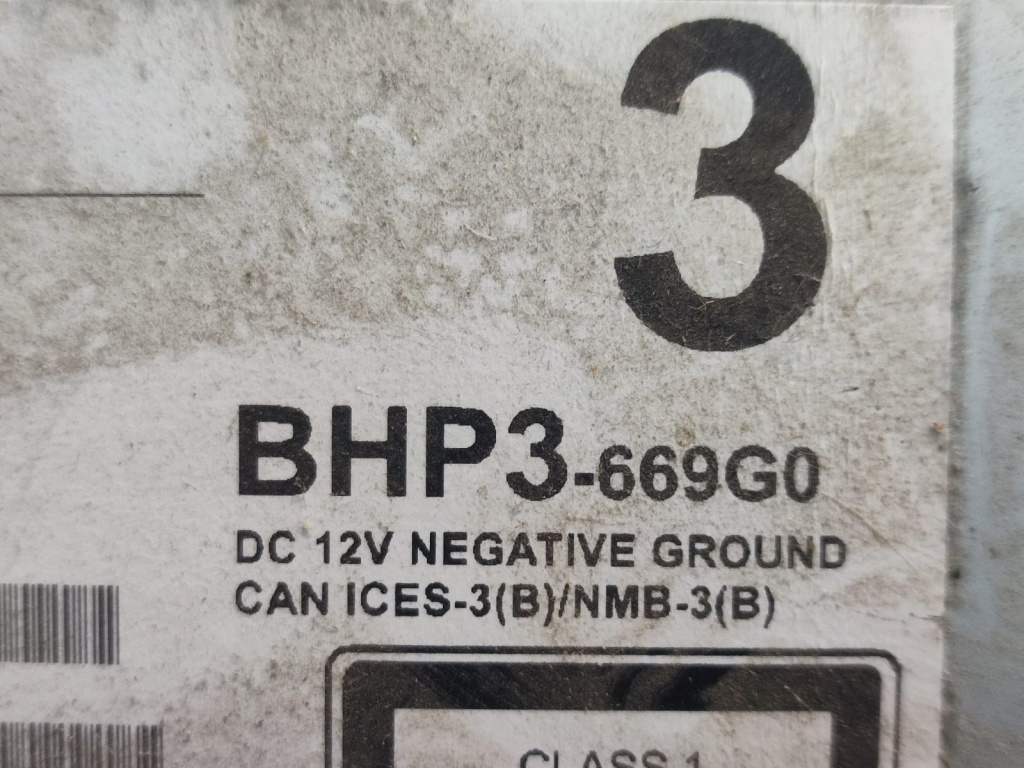 3
BHP3-669G0
DC 12V NEGATIVE GROUND
CAN ICES-3(B)/NMB-3(B)
CLASS 1